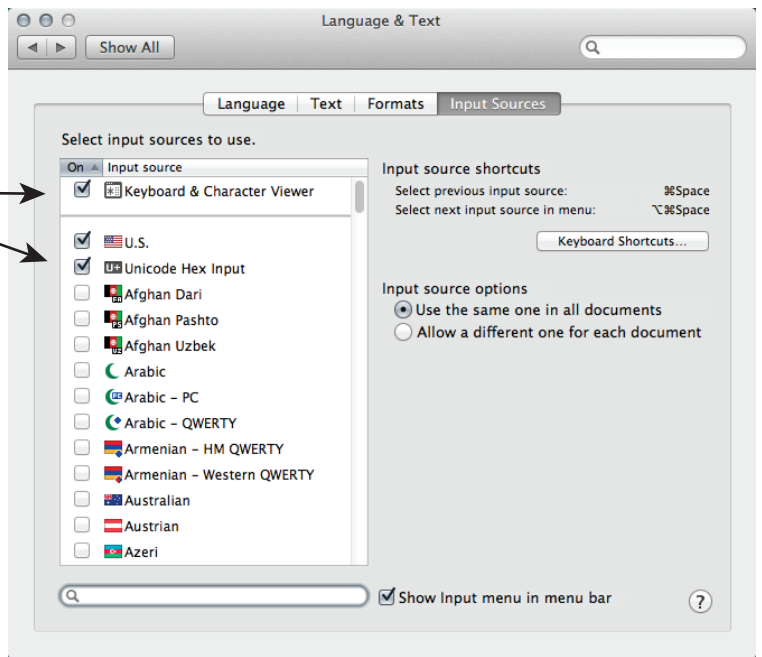 Language & Text
Show All
Language Text Formats Input Sources
Select input sources to use.
On Input source
Keyboard & Character Viewer
U.S.
U+ Unicode Hex Input
FA Afghan Dari
PS Afghan Pashto
UZ Afghan Uzbek
Arabic
PC Arabic – PC
Arabic – QWERTY
Armenian – HM QWERTY
Armenian – Western QWERTY
Australian
Austrian
Azeri
Input source shortcuts
Select previous input source: ⌘Space
Select next input source in menu: ⌥⌘Space
Keyboard Shortcuts...
Input source options
Use the same one in all documents
Allow a different one for each document
Show Input menu in menu bar
?